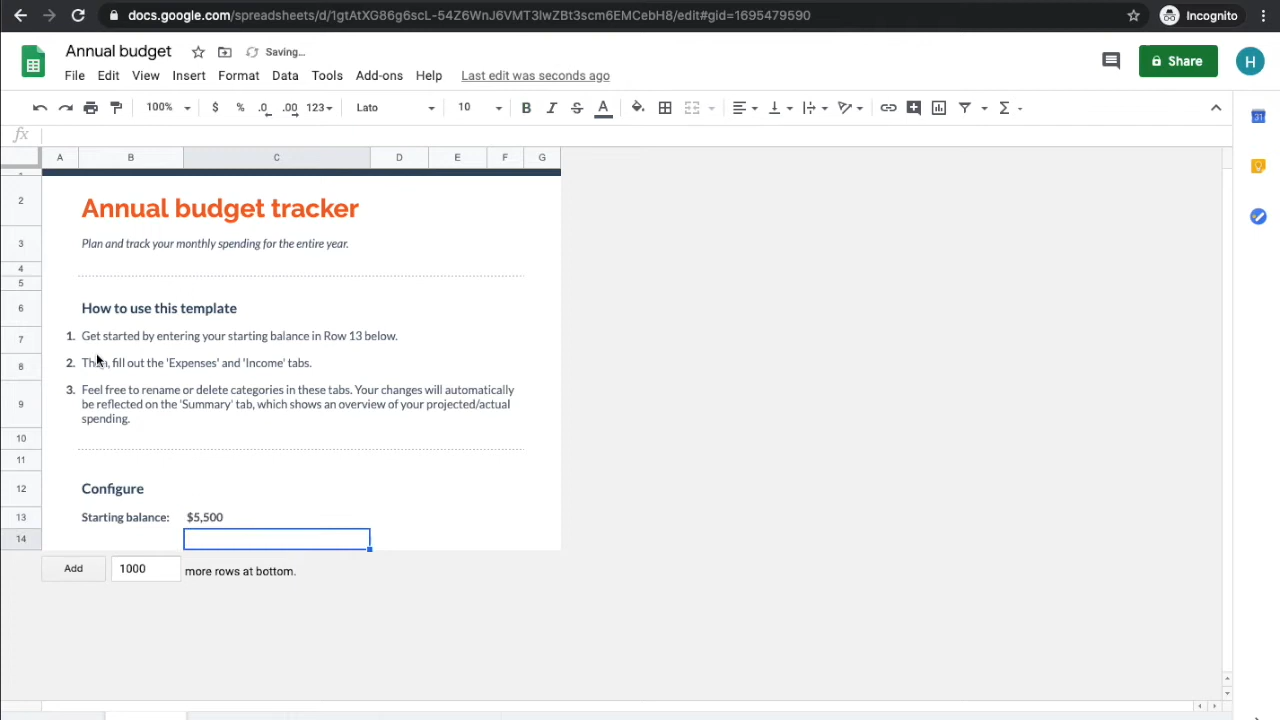 docs.google.com/spreadsheets/d/1gtAtXG86g6scL-54Z6WnJ6VMT3lwZBt3scm6EMCebH8/edit#gid=1695479590
Incognito
Annual budget
Saving...
File Edit View Insert Format Data Tools Add-ons Help Last edit was seconds ago
Share
H
100% $ % .0 .00 123 Lato 10 B I S A Σ
31
fx
A B C D E F G
2 Annual budget tracker
3 Plan and track your monthly spending for the entire year.
4
5
6 How to use this template
7 1. Get started by entering your starting balance in Row 13 below.
8 2. Then, fill out the 'Expenses' and 'Income' tabs.
9 3. Feel free to rename or delete categories in these tabs. Your changes will automatically
be reflected on the 'Summary' tab, which shows an overview of your projected/actual
spending.
10
11
12 Configure
13 Starting balance: $5,500
14
Add 1000 more rows at bottom.